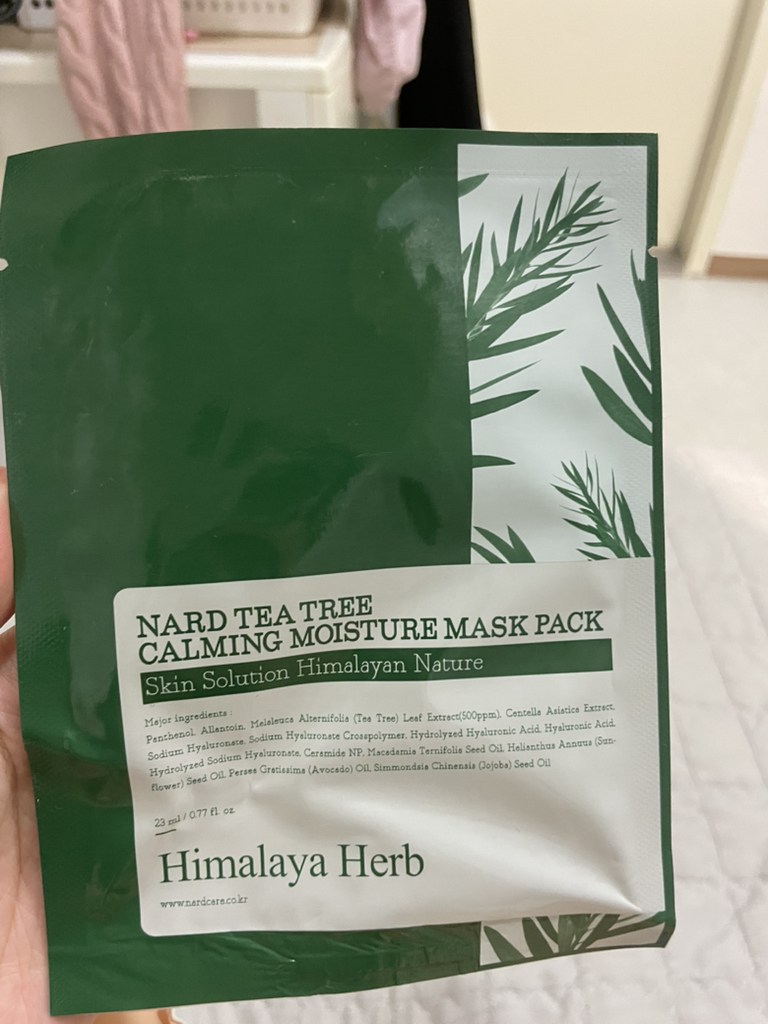 NARD TEA TREE
CALMING MOISTURE MASK PACK
Skin Solution Himalayan Nature
Major ingredients :
Panthenol, Allantoin, Melaleuca Alternifolia (Tea Tree) Leaf Extract(500ppm), Centella Asiatica Extract,
Sodium Hyaluronate, Sodium Hyaluronate Crosspolymer, Hydrolyzed Hyaluronic Acid, Hyaluronic Acid,
Hydrolyzed Sodium Hyaluronate, Ceramide NP, Macadamia Ternifolia Seed Oil, Helianthus Annuus (Sun-
flower) Seed Oil, Persea Gratissima (Avocado) Oil, Simmondsia Chinensis (Jojoba) Seed Oil
23 ml / 0.77 fl. oz.
Himalaya Herb
www.nardcare.co.kr